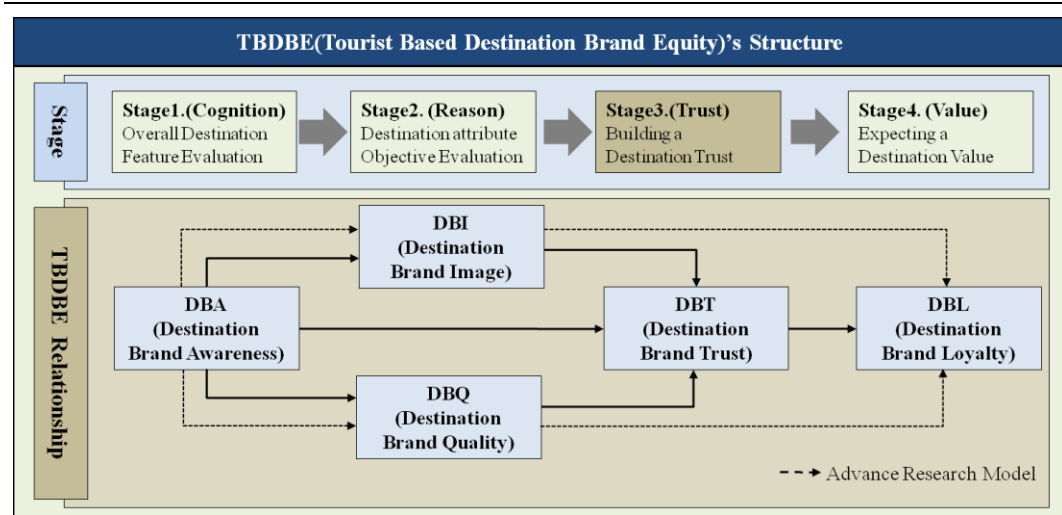 TBDBE(Tourist Based Destination Brand Equity)'s Structure
Stage
Stage1.(Cognition)
Overall Destination
Feature Evaluation
Stage2. (Reason)
Destination attribute
Objective Evaluation
Stage3.(Trust)
Building a
Destination Trust
Stage4. (Value)
Expecting a
Destination Value
TBDBE Relationship
DBI
(Destination
Brand Image)
DBA
(Destination
Brand Awareness)
DBT
(Destination
Brand Trust)
DBL
(Destination
Brand Loyalty)
DBQ
(Destination
Brand Quality)
Advance Research Model